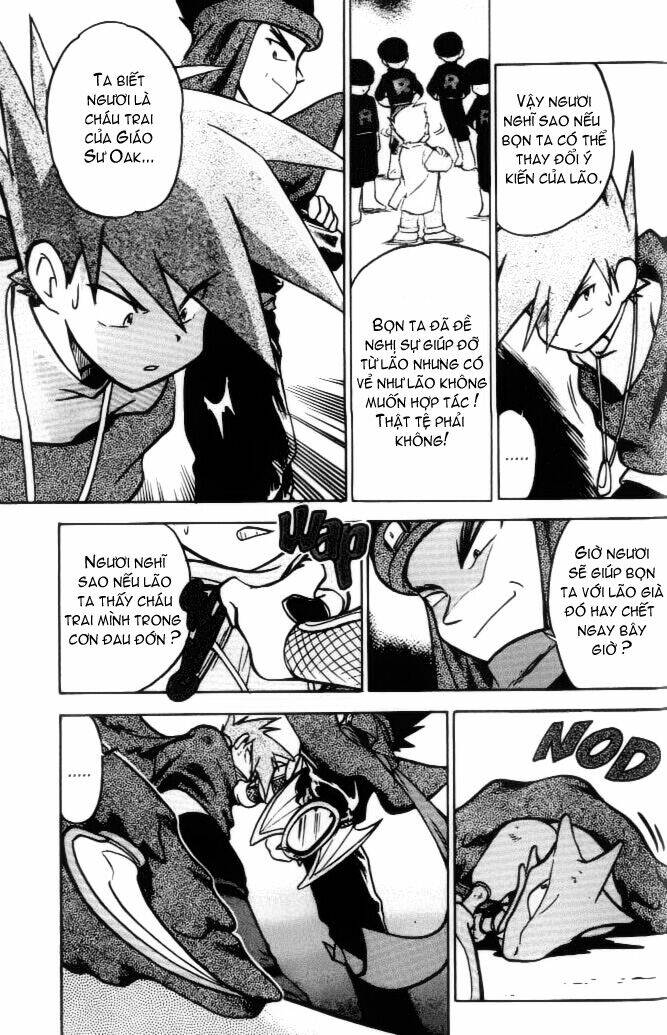 Vậy ngươi
nghĩ sao nếu
bọn ta có thể
thay đổi ý
kiến của lão.
......
R
R
Bọn ta đã đề
nghị sự giúp đỡ
từ lão nhưng có
vẻ như lão không
muốn hợp tác!
Thật tệ phải
không!
Ta biết
ngươi là
cháu trai
của Giáo
Sư Oak...
Giờ ngươi
sẽ giúp bọn
ta với lão già
đó hay chết
ngay bây
giờ?
WAP
Ngươi nghĩ
sao nếu lão
ta thấy cháu
trai mình trong
cơn đau đớn?
NOD
......